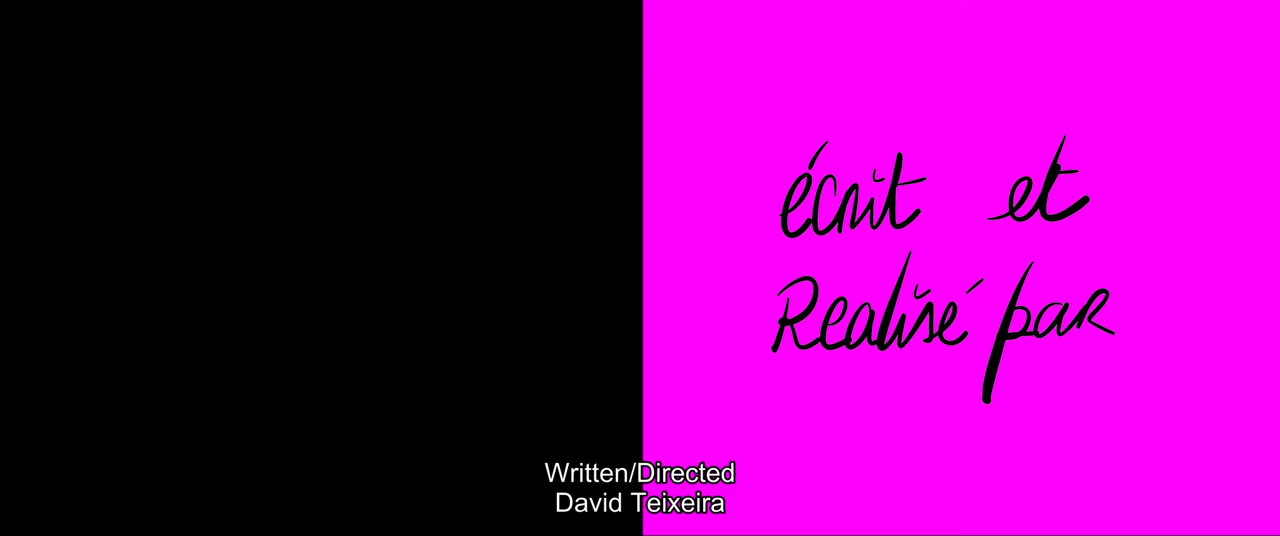 écrit et
Realisé par
Written/Directed
David Teixeira